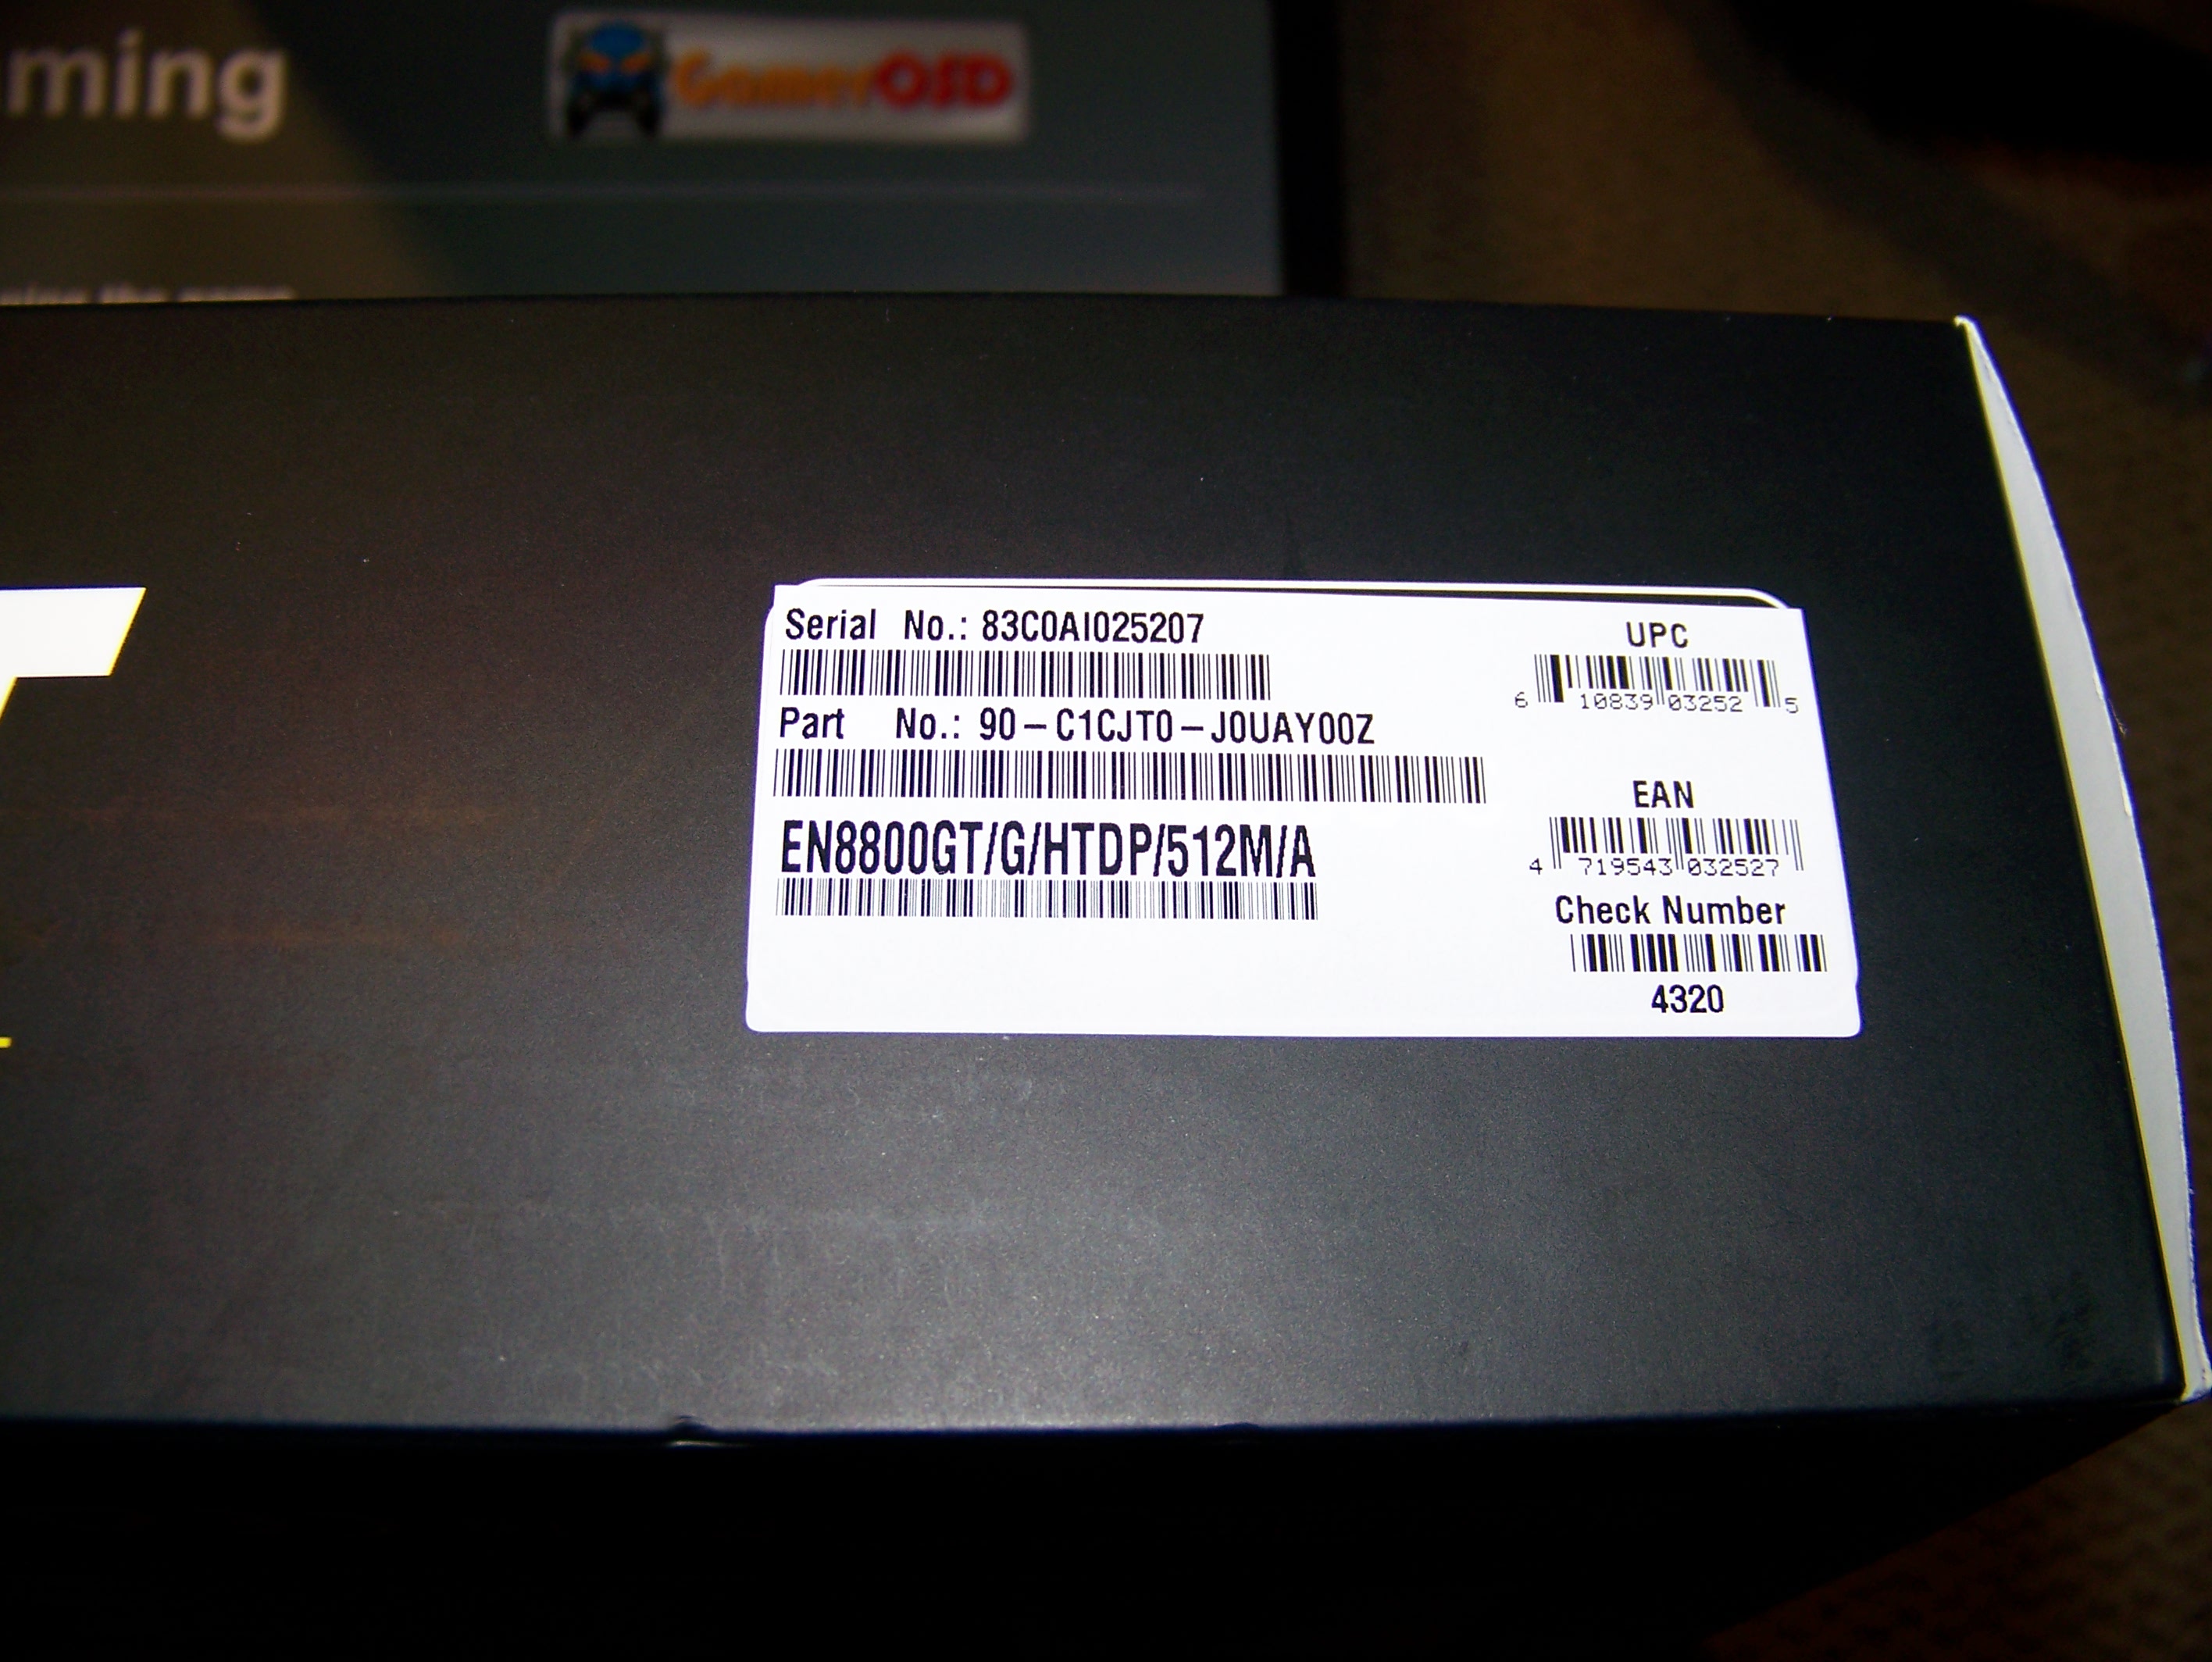 ming
GamerOSD
Serial No.: 83C0AI025207
UPC
6 10839 03252 5
Part No.: 90-C1CJT0-J0UAY00Z
EAN
4 719543 032527
EN8800GT/G/HTDP/512M/A
Check Number
4320